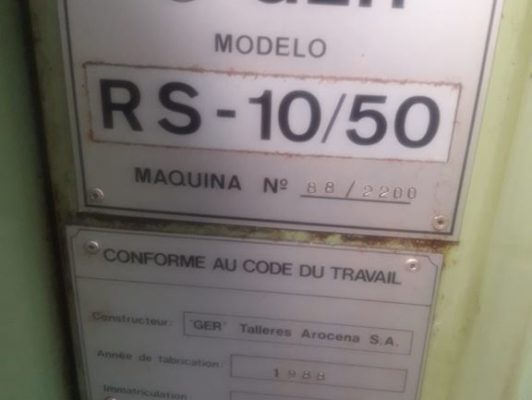 GER
MODELO
RS-10/50
MAQUINA Nº 88/2200
CONFORME AU CODE DU TRAVAIL
Constructeur: "GER" Talleres Arocena S.A.
Année de fabrication: 1988
Immatriculation